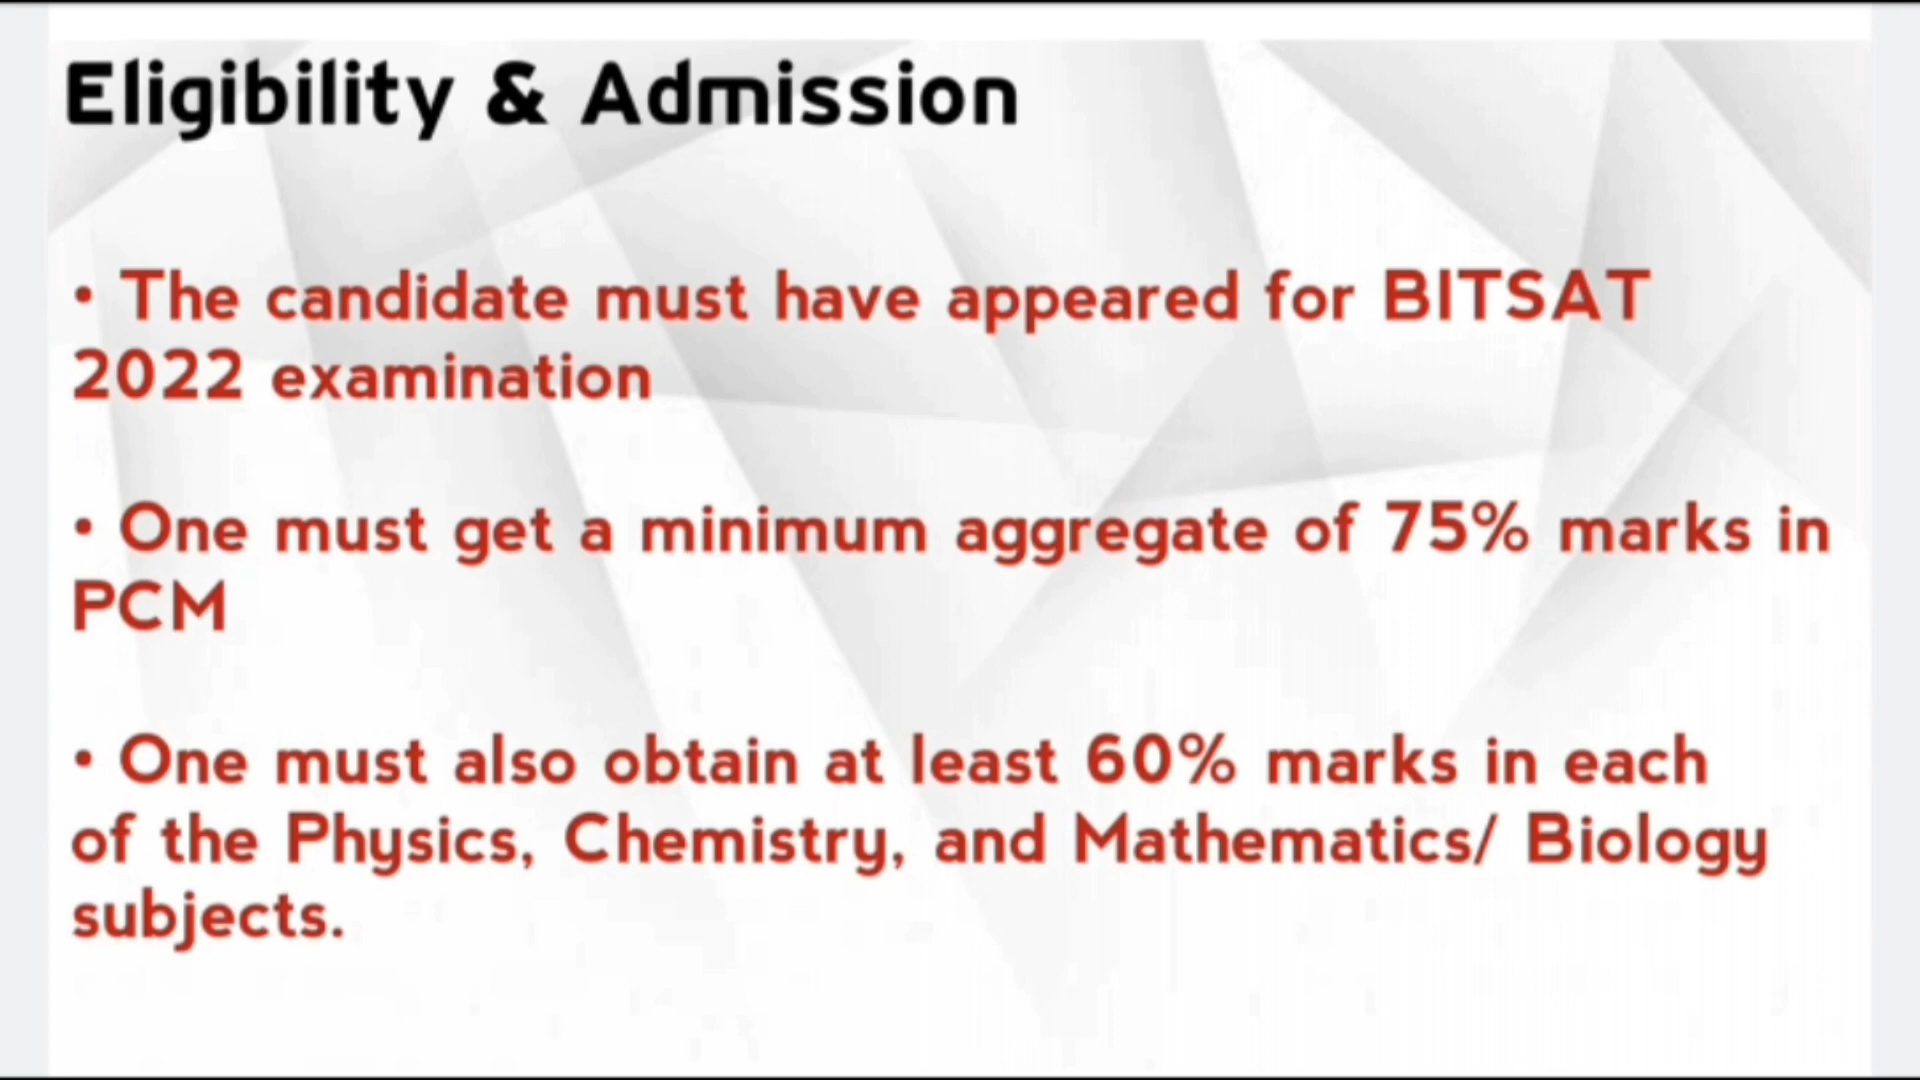 Eligibility & Admission
• The candidate must have appeared for BITSAT
2022 examination
• One must get a minimum aggregate of 75% marks in
PCM
• One must also obtain at least 60% marks in each
of the Physics, Chemistry, and Mathematics/ Biology
subjects.